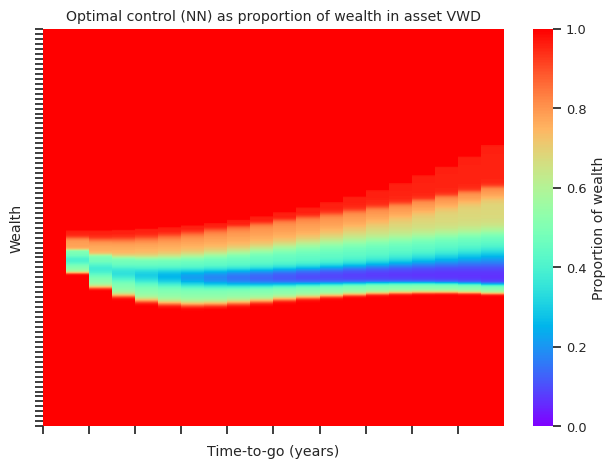 Optimal control (NN) as proportion of wealth in asset VWD
Wealth
Time-to-go (years)
1.0
0.8
0.6
0.4
0.2
0.0
Proportion of wealth